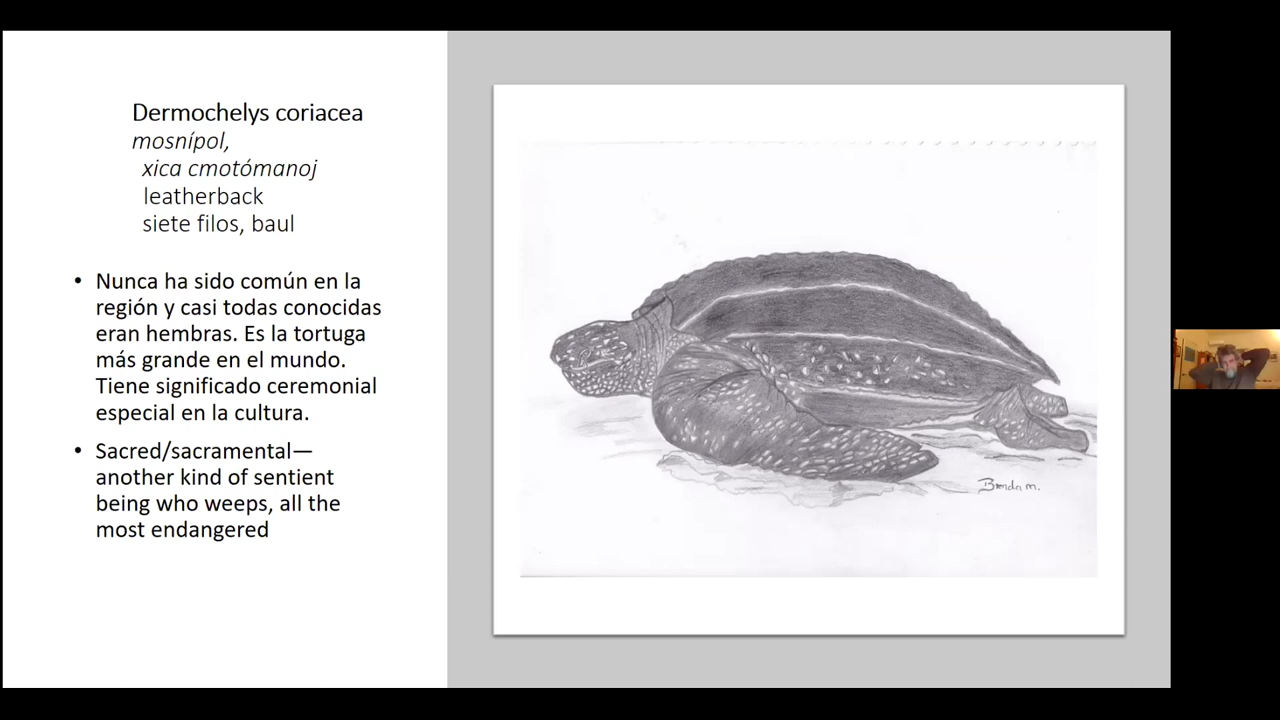 Dermochelys coriacea
mosnípol,
xica cmotómanoj
leatherback
siete filos, baul
• Nunca ha sido común en la
región y casi todas conocidas
eran hembras. Es la tortuga
más grande en el mundo.
Tiene significado ceremonial
especial en la cultura.
• Sacred/sacramental—
another kind of sentient
being who weeps, all the
most endangered
Brenda m.